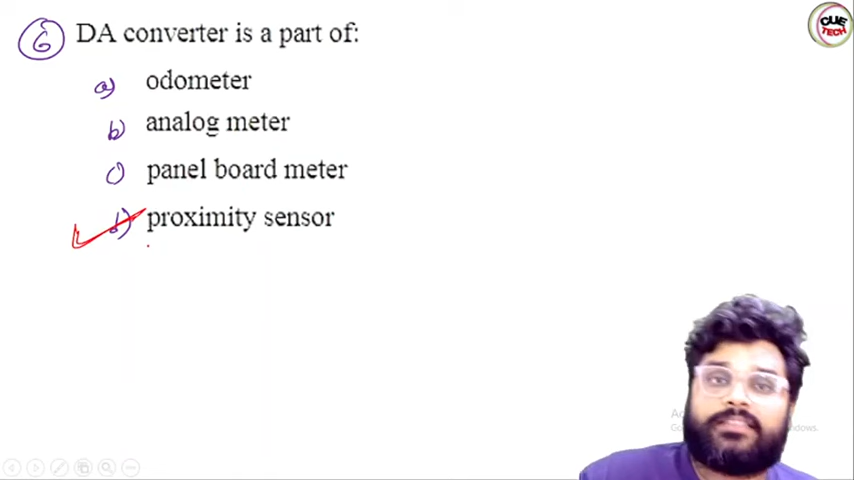 6 DA converter is a part of:
a) odometer
b) analog meter
c) panel board meter
d) proximity sensor
CUE
TECH